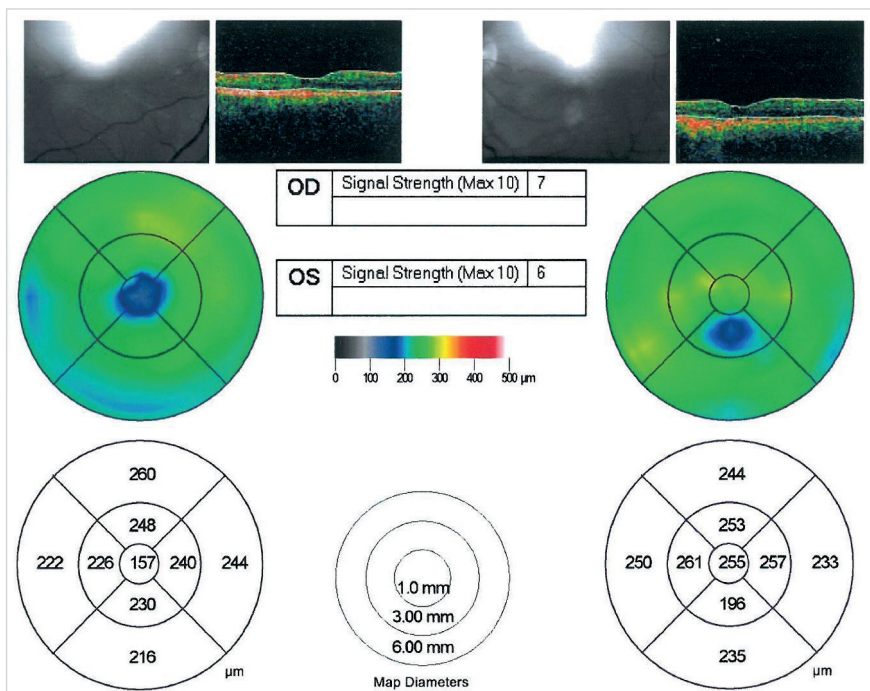 OD Signal Strength (Max 10) 7
OS Signal Strength (Max 10) 6
0 100 200 300 400 500 µm
260
248
222 226 157 240 244
230
216
µm
1.0 mm
3.00 mm
6.00 mm
Map Diameters
244
253
250 261 255 257 233
196
235
µm